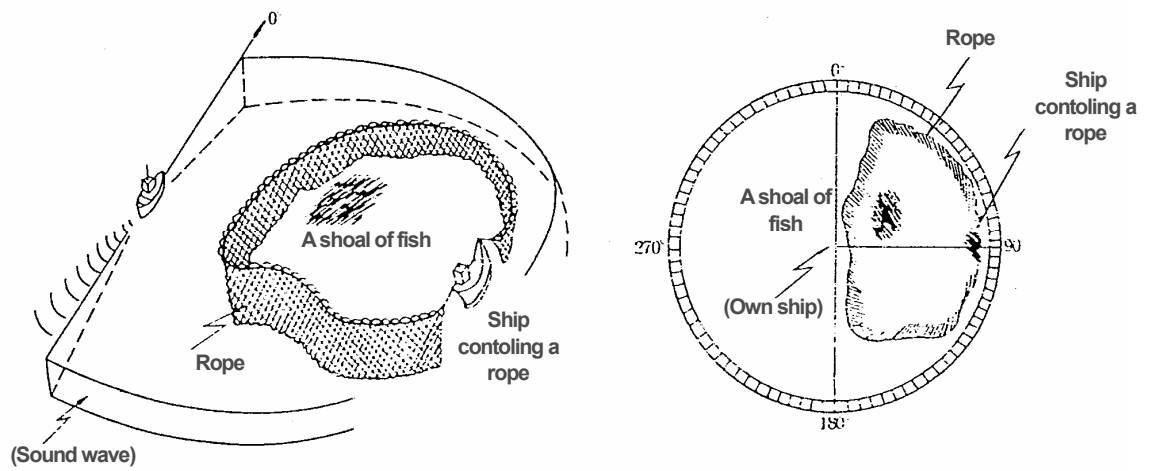 0°
A shoal of fish
Ship
contoling a
rope
Rope
(Sound wave)
Rope
Ship
contoling a
rope
0°
A shoal of
fish
270°
90
(Own ship)
180°